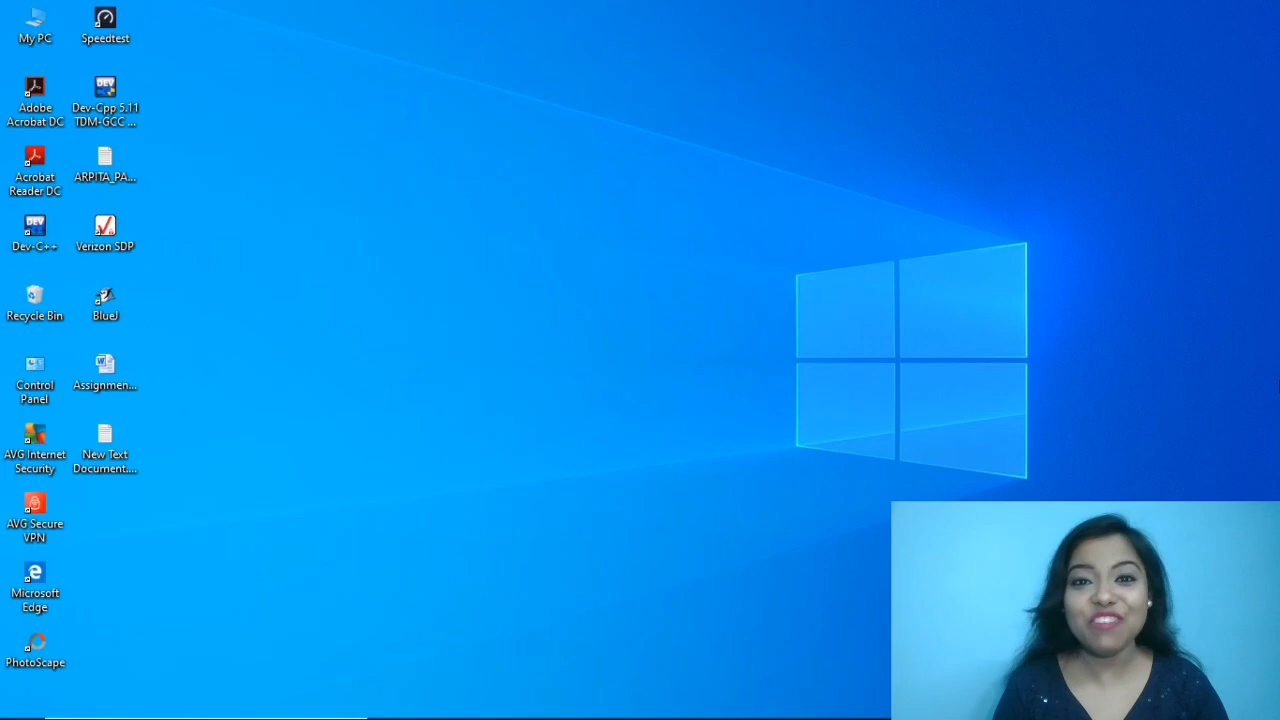 My PC
Speedtest
Adobe
Acrobat DC
Dev-Cpp 5.11
TDM-GCC ...
Acrobat
Reader DC
ARPITA_PA...
Dev-C++
Verizon SDP
Recycle Bin
BlueJ
Control
Panel
Assignmen...
AVG Internet
Security
New Text
Document....
AVG Secure
VPN
Microsoft
Edge
PhotoScape